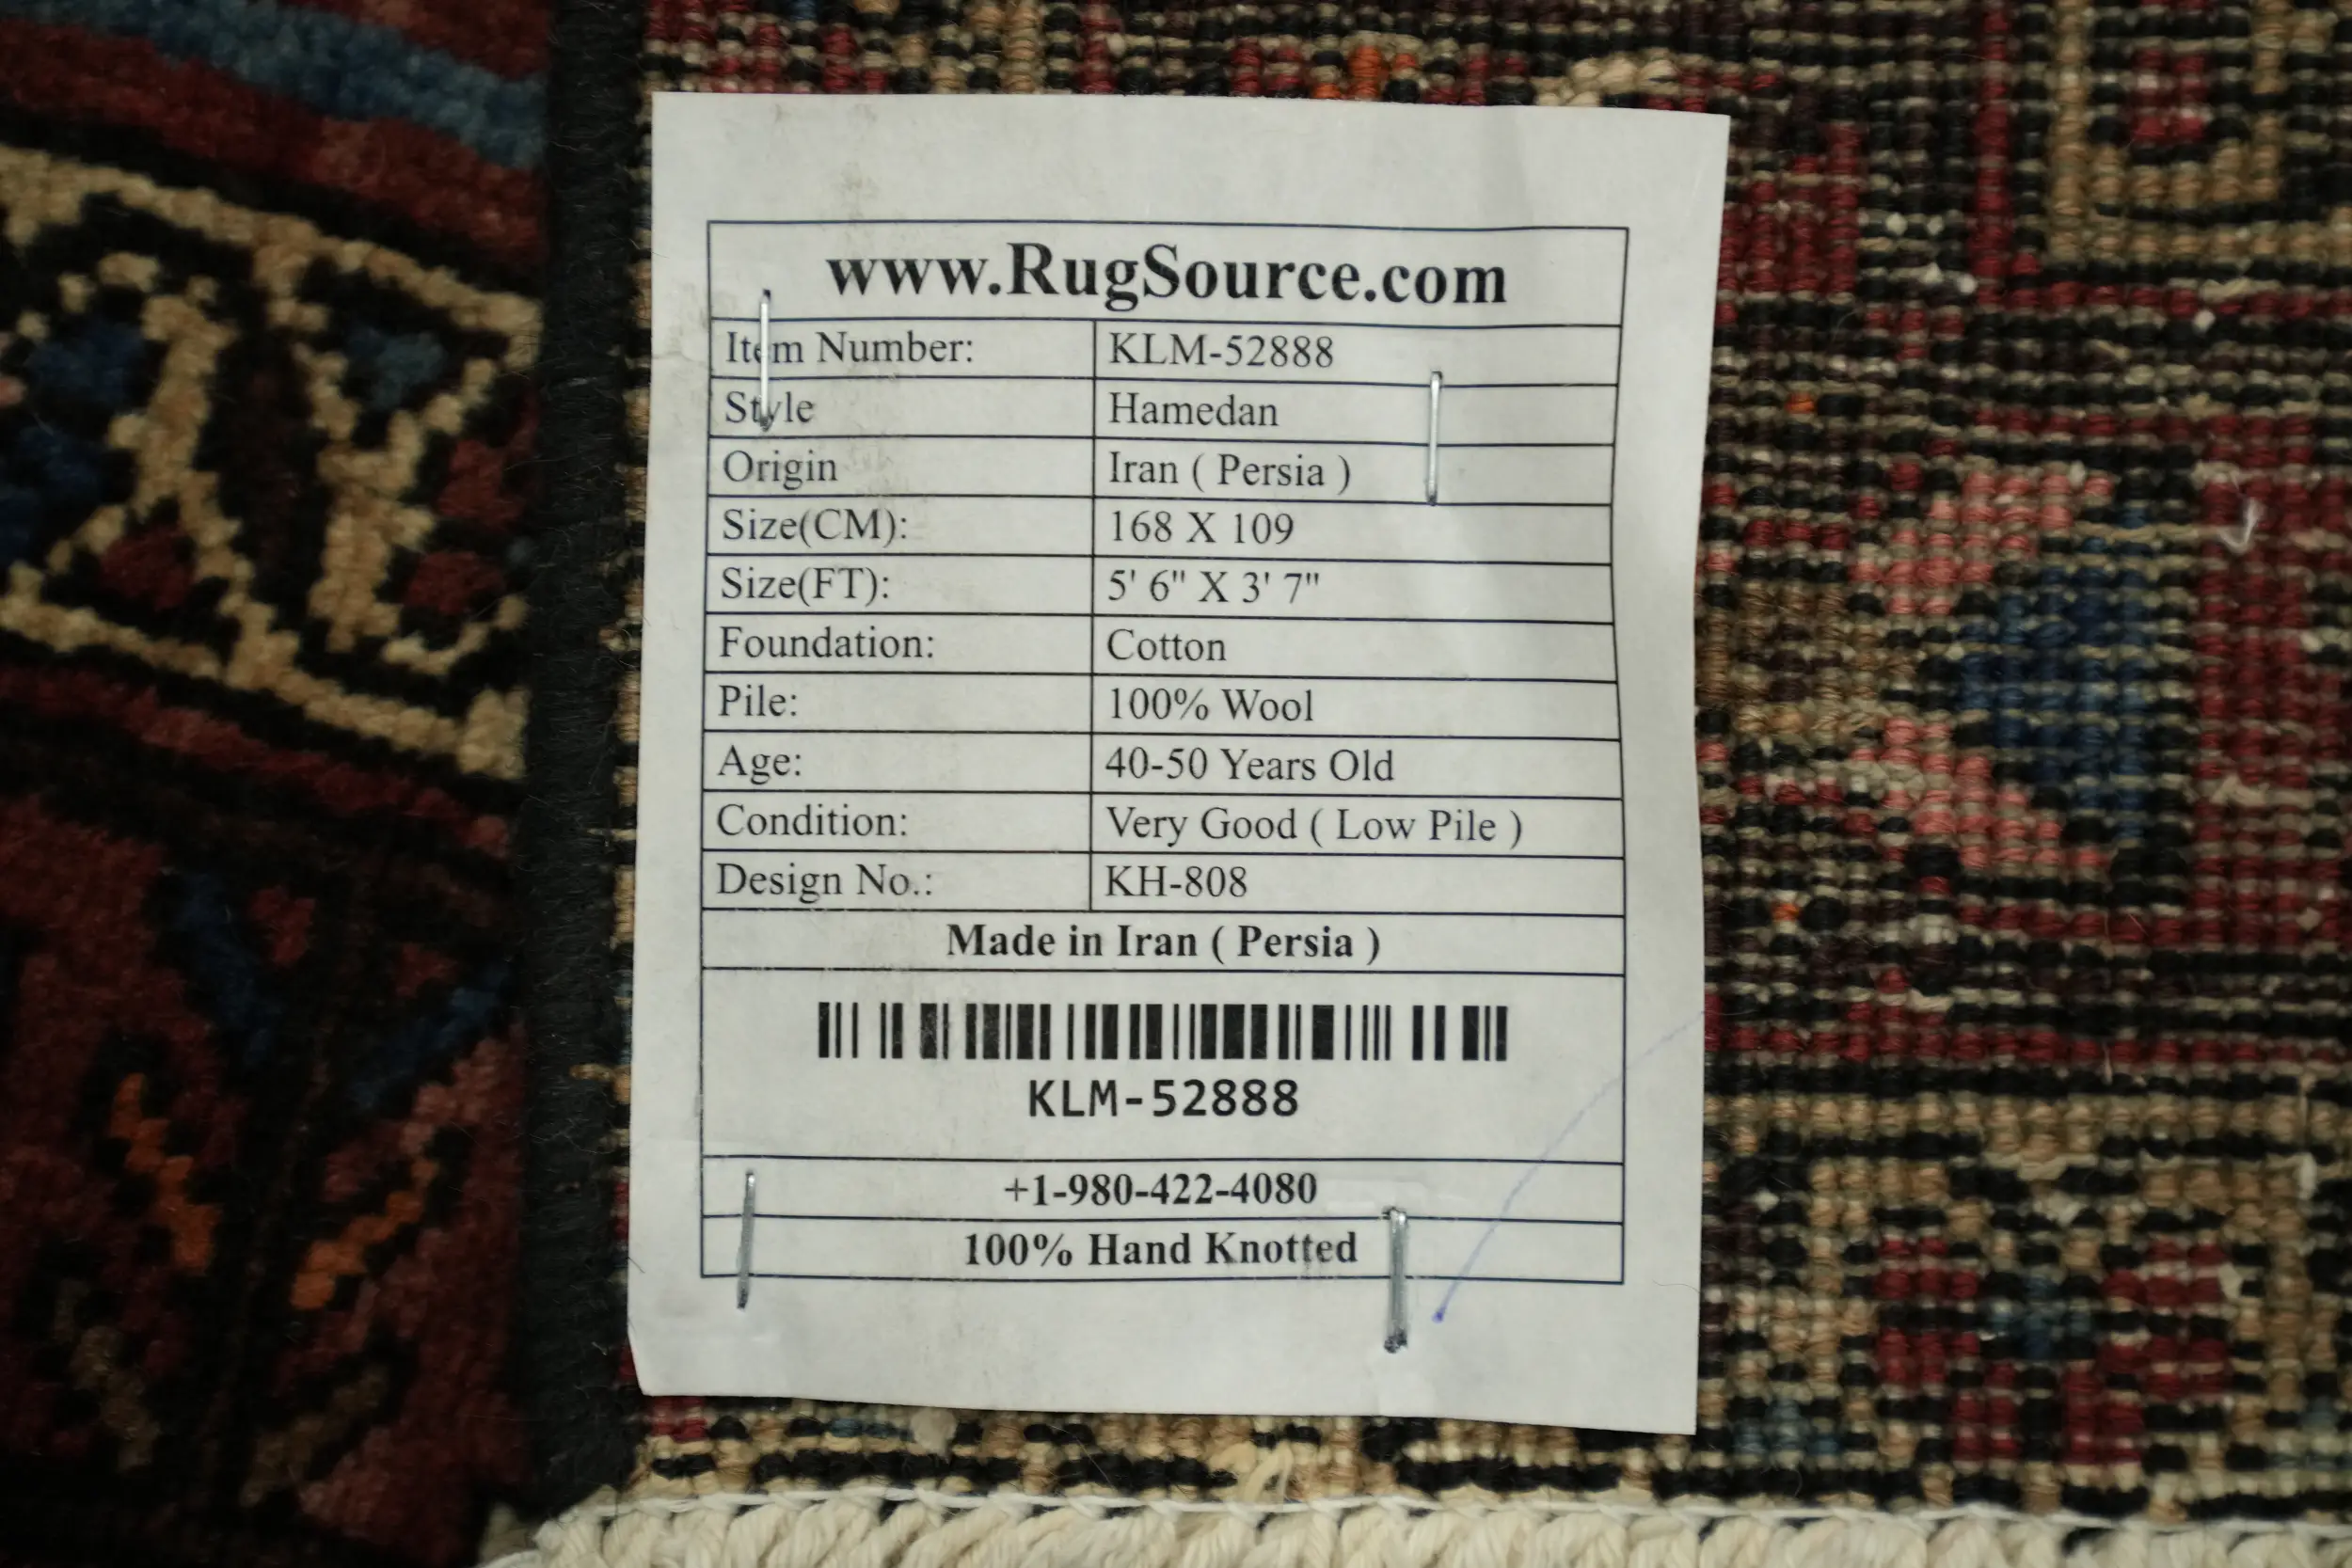 www.RugSource.com
Item Number: KLM-52888
Style Hamedan
Origin Iran ( Persia )
Size(CM): 168 X 109
Size(FT): 5' 6" X 3' 7"
Foundation: Cotton
Pile: 100% Wool
Age: 40-50 Years Old
Condition: Very Good ( Low Pile )
Design No.: KH-808
Made in Iran ( Persia )
KLM-52888
+1-980-422-4080
100% Hand Knotted